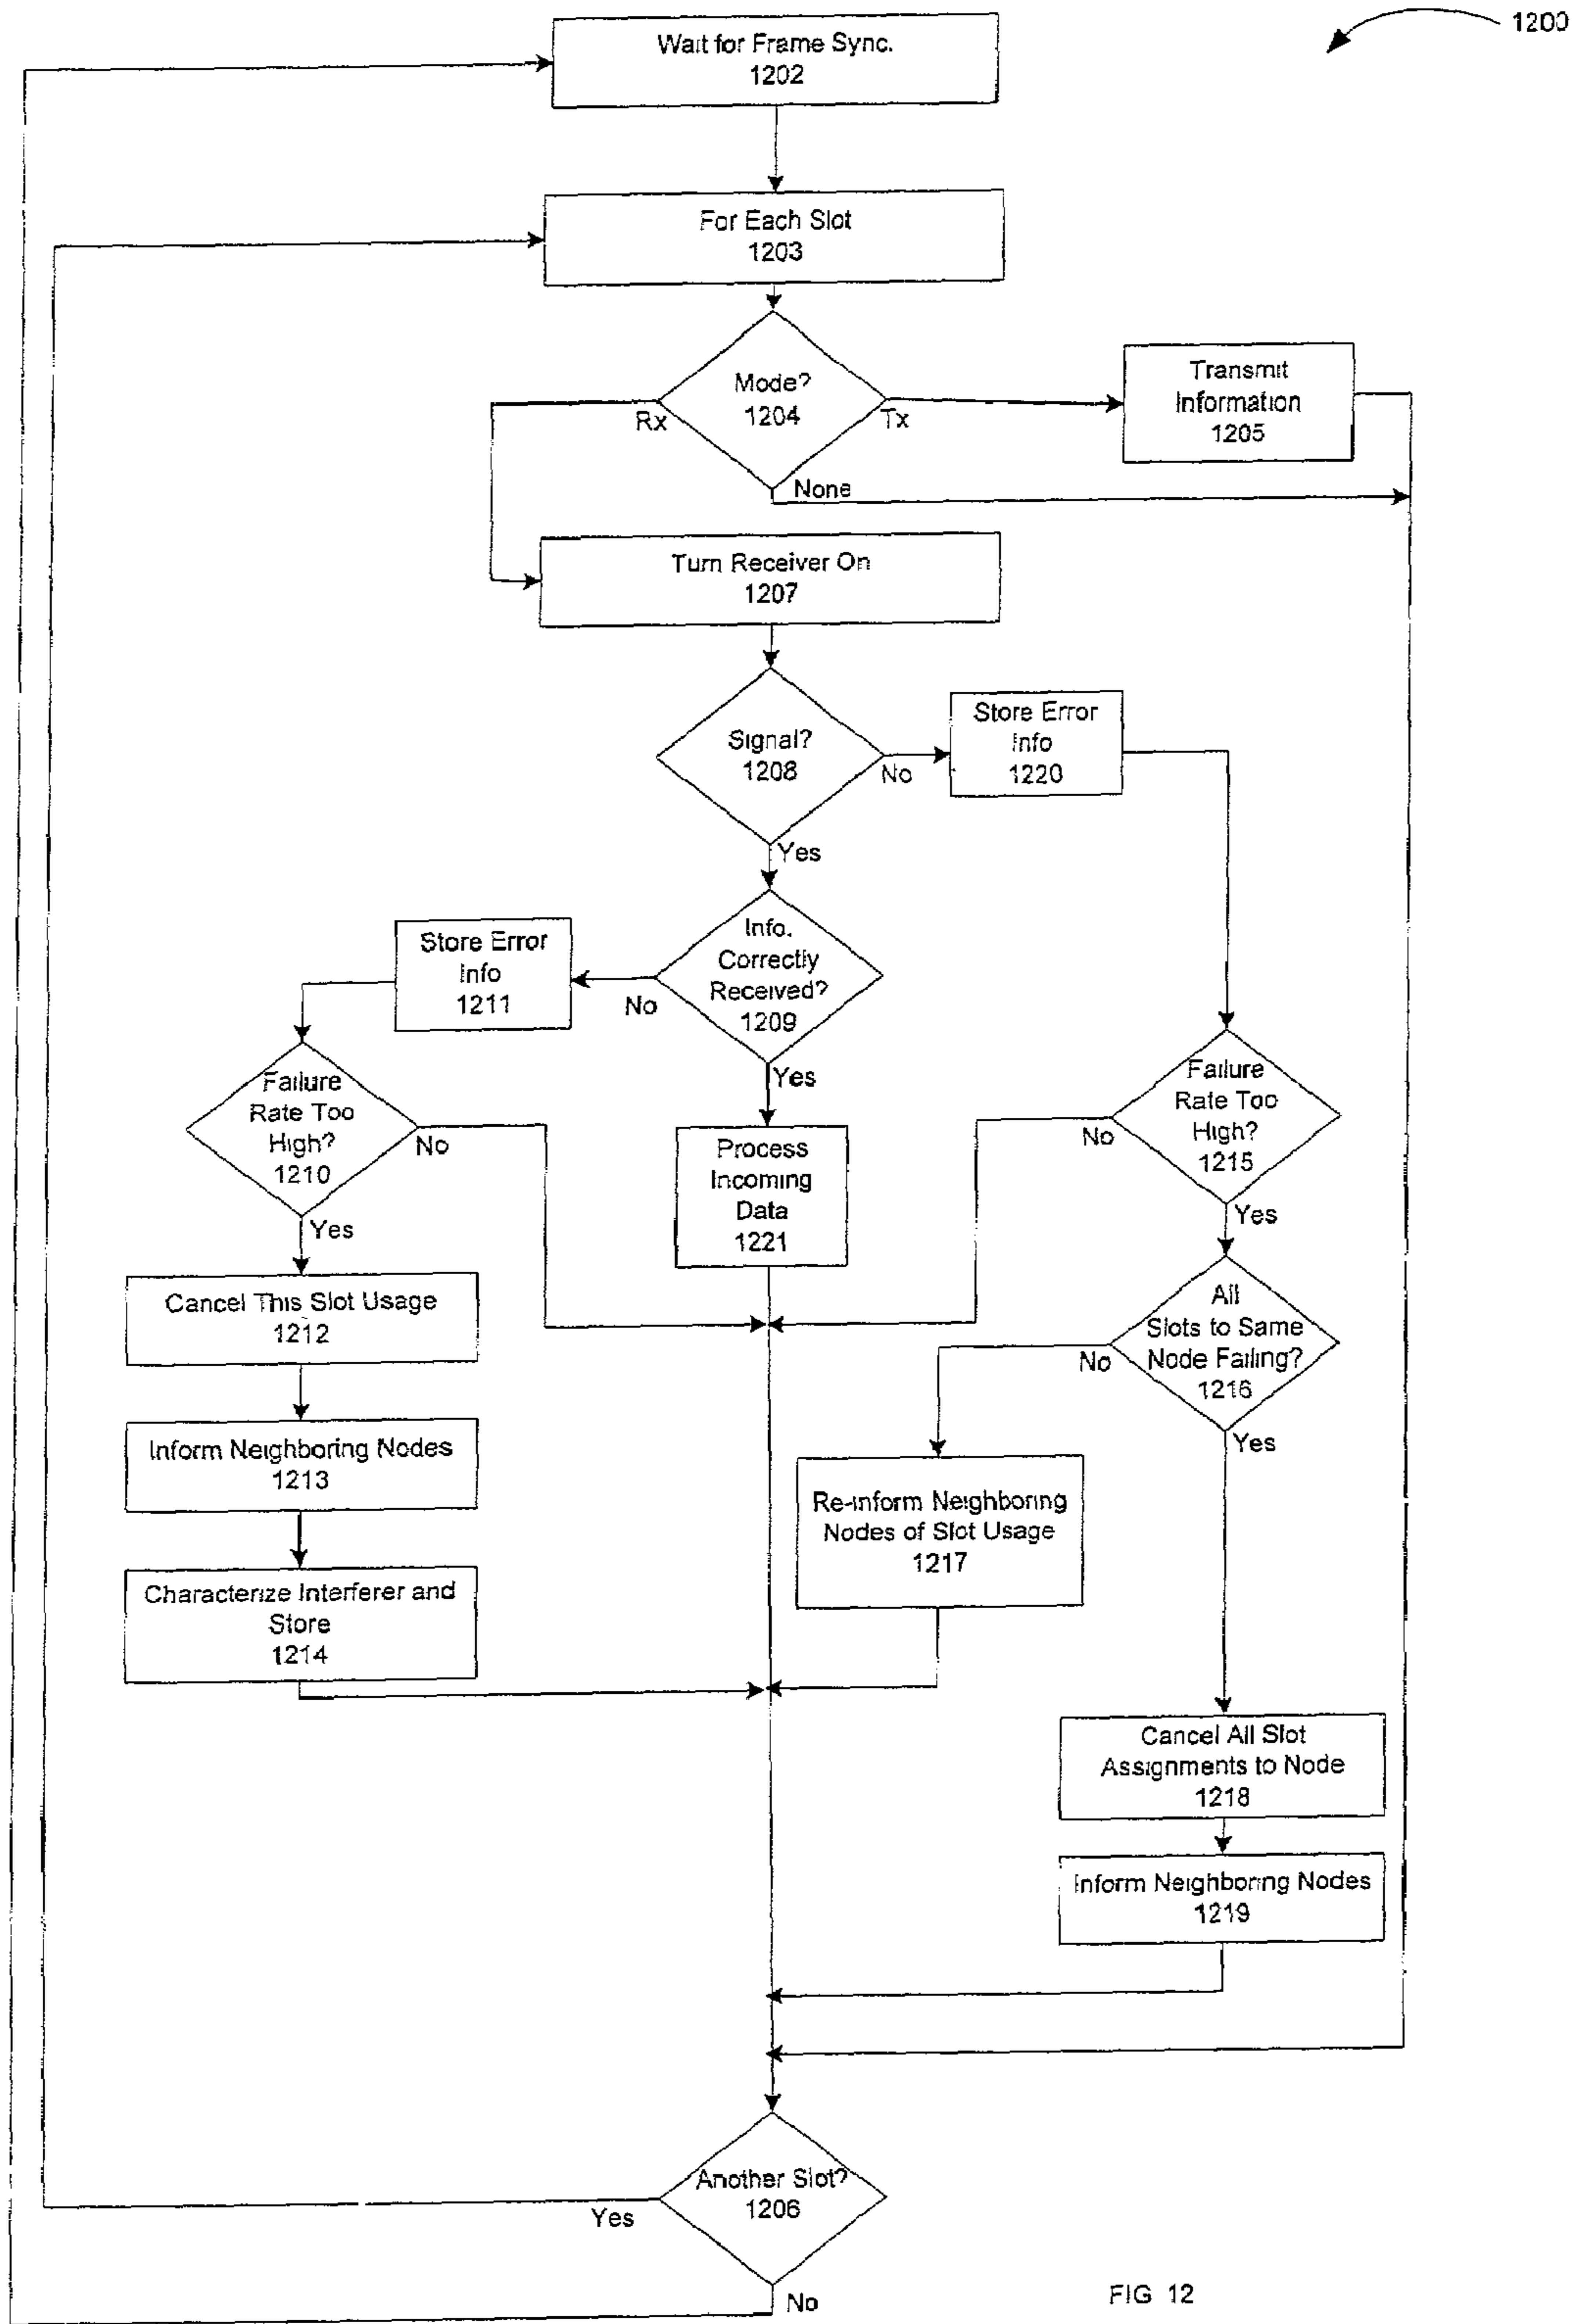 1200
Wait for Frame Sync.
1202
For Each Slot
1203
Mode?
1204
Rx
Tx
None
Transmit
Information
1205
Turn Receiver On
1207
Signal?
1208
No
Yes
Store Error
Info
1220
Info.
Correctly
Received?
1209
No
Yes
Store Error
Info
1211
Failure
Rate Too
High?
1210
No
Yes
Process
Incoming
Data
1221
Failure
Rate Too
High?
1215
No
Yes
Cancel This Slot Usage
1212
All
Slots to Same
Node Failing?
1216
No
Yes
Inform Neighboring Nodes
1213
Re-inform Neighboring
Nodes of Slot Usage
1217
Characterize Interferer and
Store
1214
Cancel All Slot
Assignments to Node
1218
Inform Neighboring Nodes
1219
Another Slot?
1206
Yes
No
FIG 12